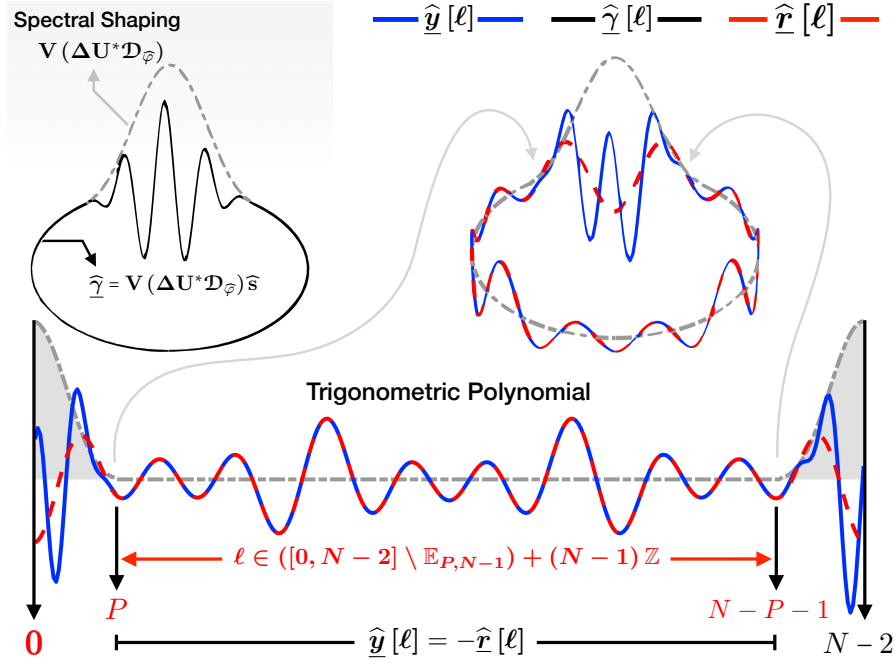 Spectral Shaping
V (ΔU*𝓓_φ̂)
ŷ [ℓ] γ̂ [ℓ] r̂ [ℓ]
γ̂ = V (ΔU*𝓓_φ̂) ŝ
Trigonometric Polynomial
ℓ ∈ ([0, N − 2] \ 𝔼_{P,N−1}) + (N − 1) ℤ
P N − P − 1
0 ŷ [ℓ] = −r̂ [ℓ] N − 2